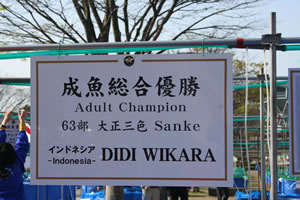 成魚総合優勝
Adult Champion
63部 大正三色 Sanke
インドネシア
-Indonesia-
DIDI WIKARA